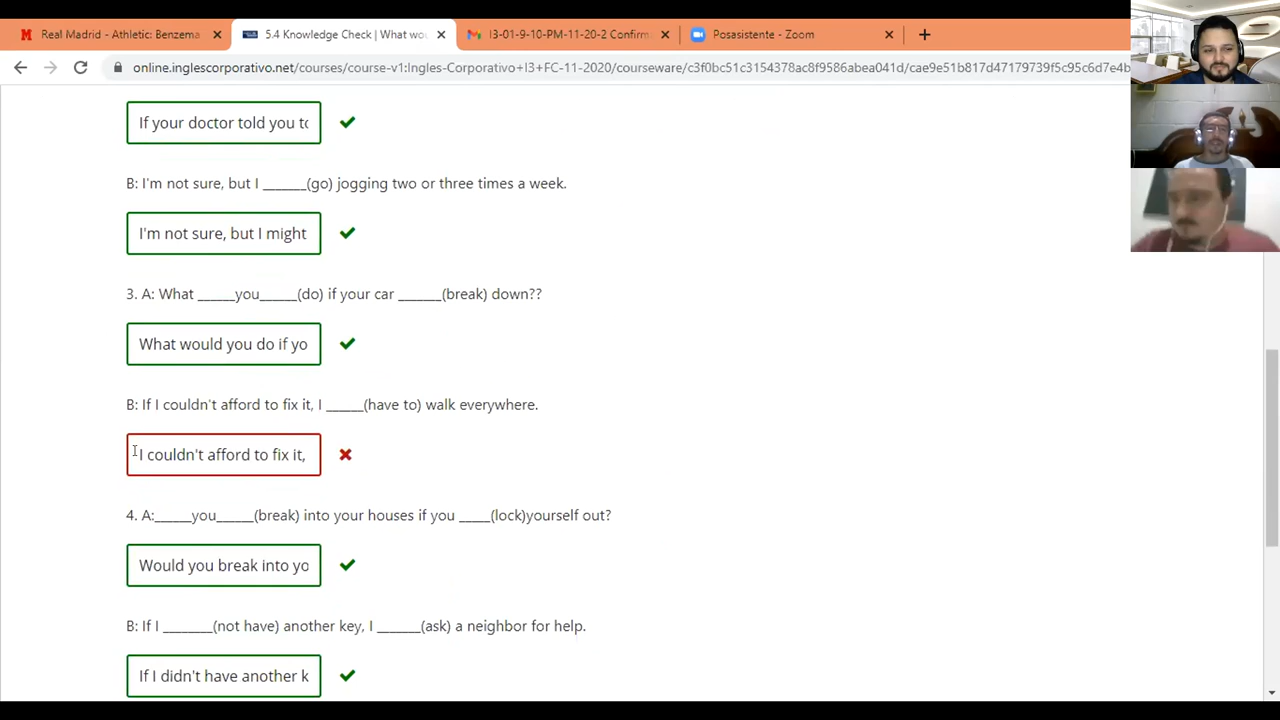 Real Madrid - Athletic: Benzema
5.4 Knowledge Check | What wou
I3-01-9-10-PM-11-20-2 Confirm
Posasistente - Zoom
online.inglescorporativo.net/courses/course-v1:Ingles-Corporativo+I3+FC-11-2020/courseware/c3f0bc51c3154378ac8f9586abea041d/cae9e51b817d47179739f5c95c6d7e4b
If your doctor told you to
B: I'm not sure, but I ______(go) jogging two or three times a week.
I'm not sure, but I might
3. A: What _____you_____(do) if your car ______(break) down??
What would you do if yo
B: If I couldn't afford to fix it, I _____(have to) walk everywhere.
I couldn't afford to fix it,
4. A:_____you_____(break) into your houses if you ____(lock)yourself out?
Would you break into yo
B: If I _______(not have) another key, I ______(ask) a neighbor for help.
If I didn't have another k